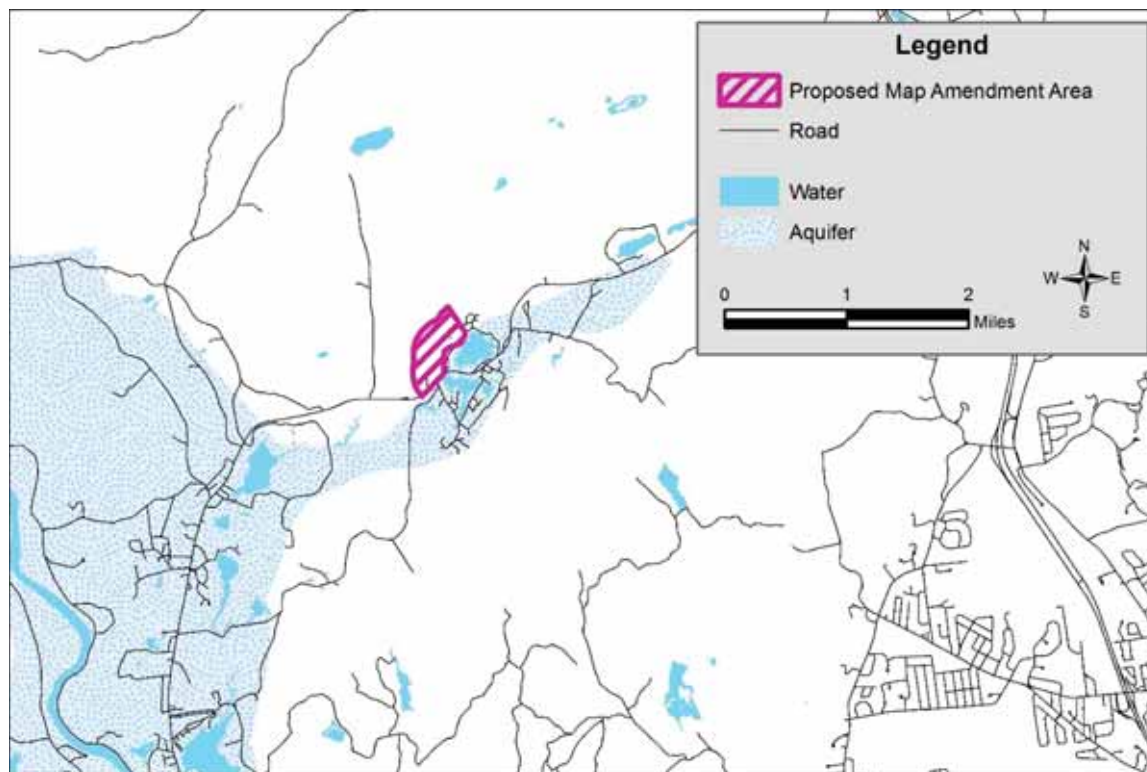 Legend
Proposed Map Amendment Area
Road
Water
Aquifer
N
W E
S
0 1 2
Miles